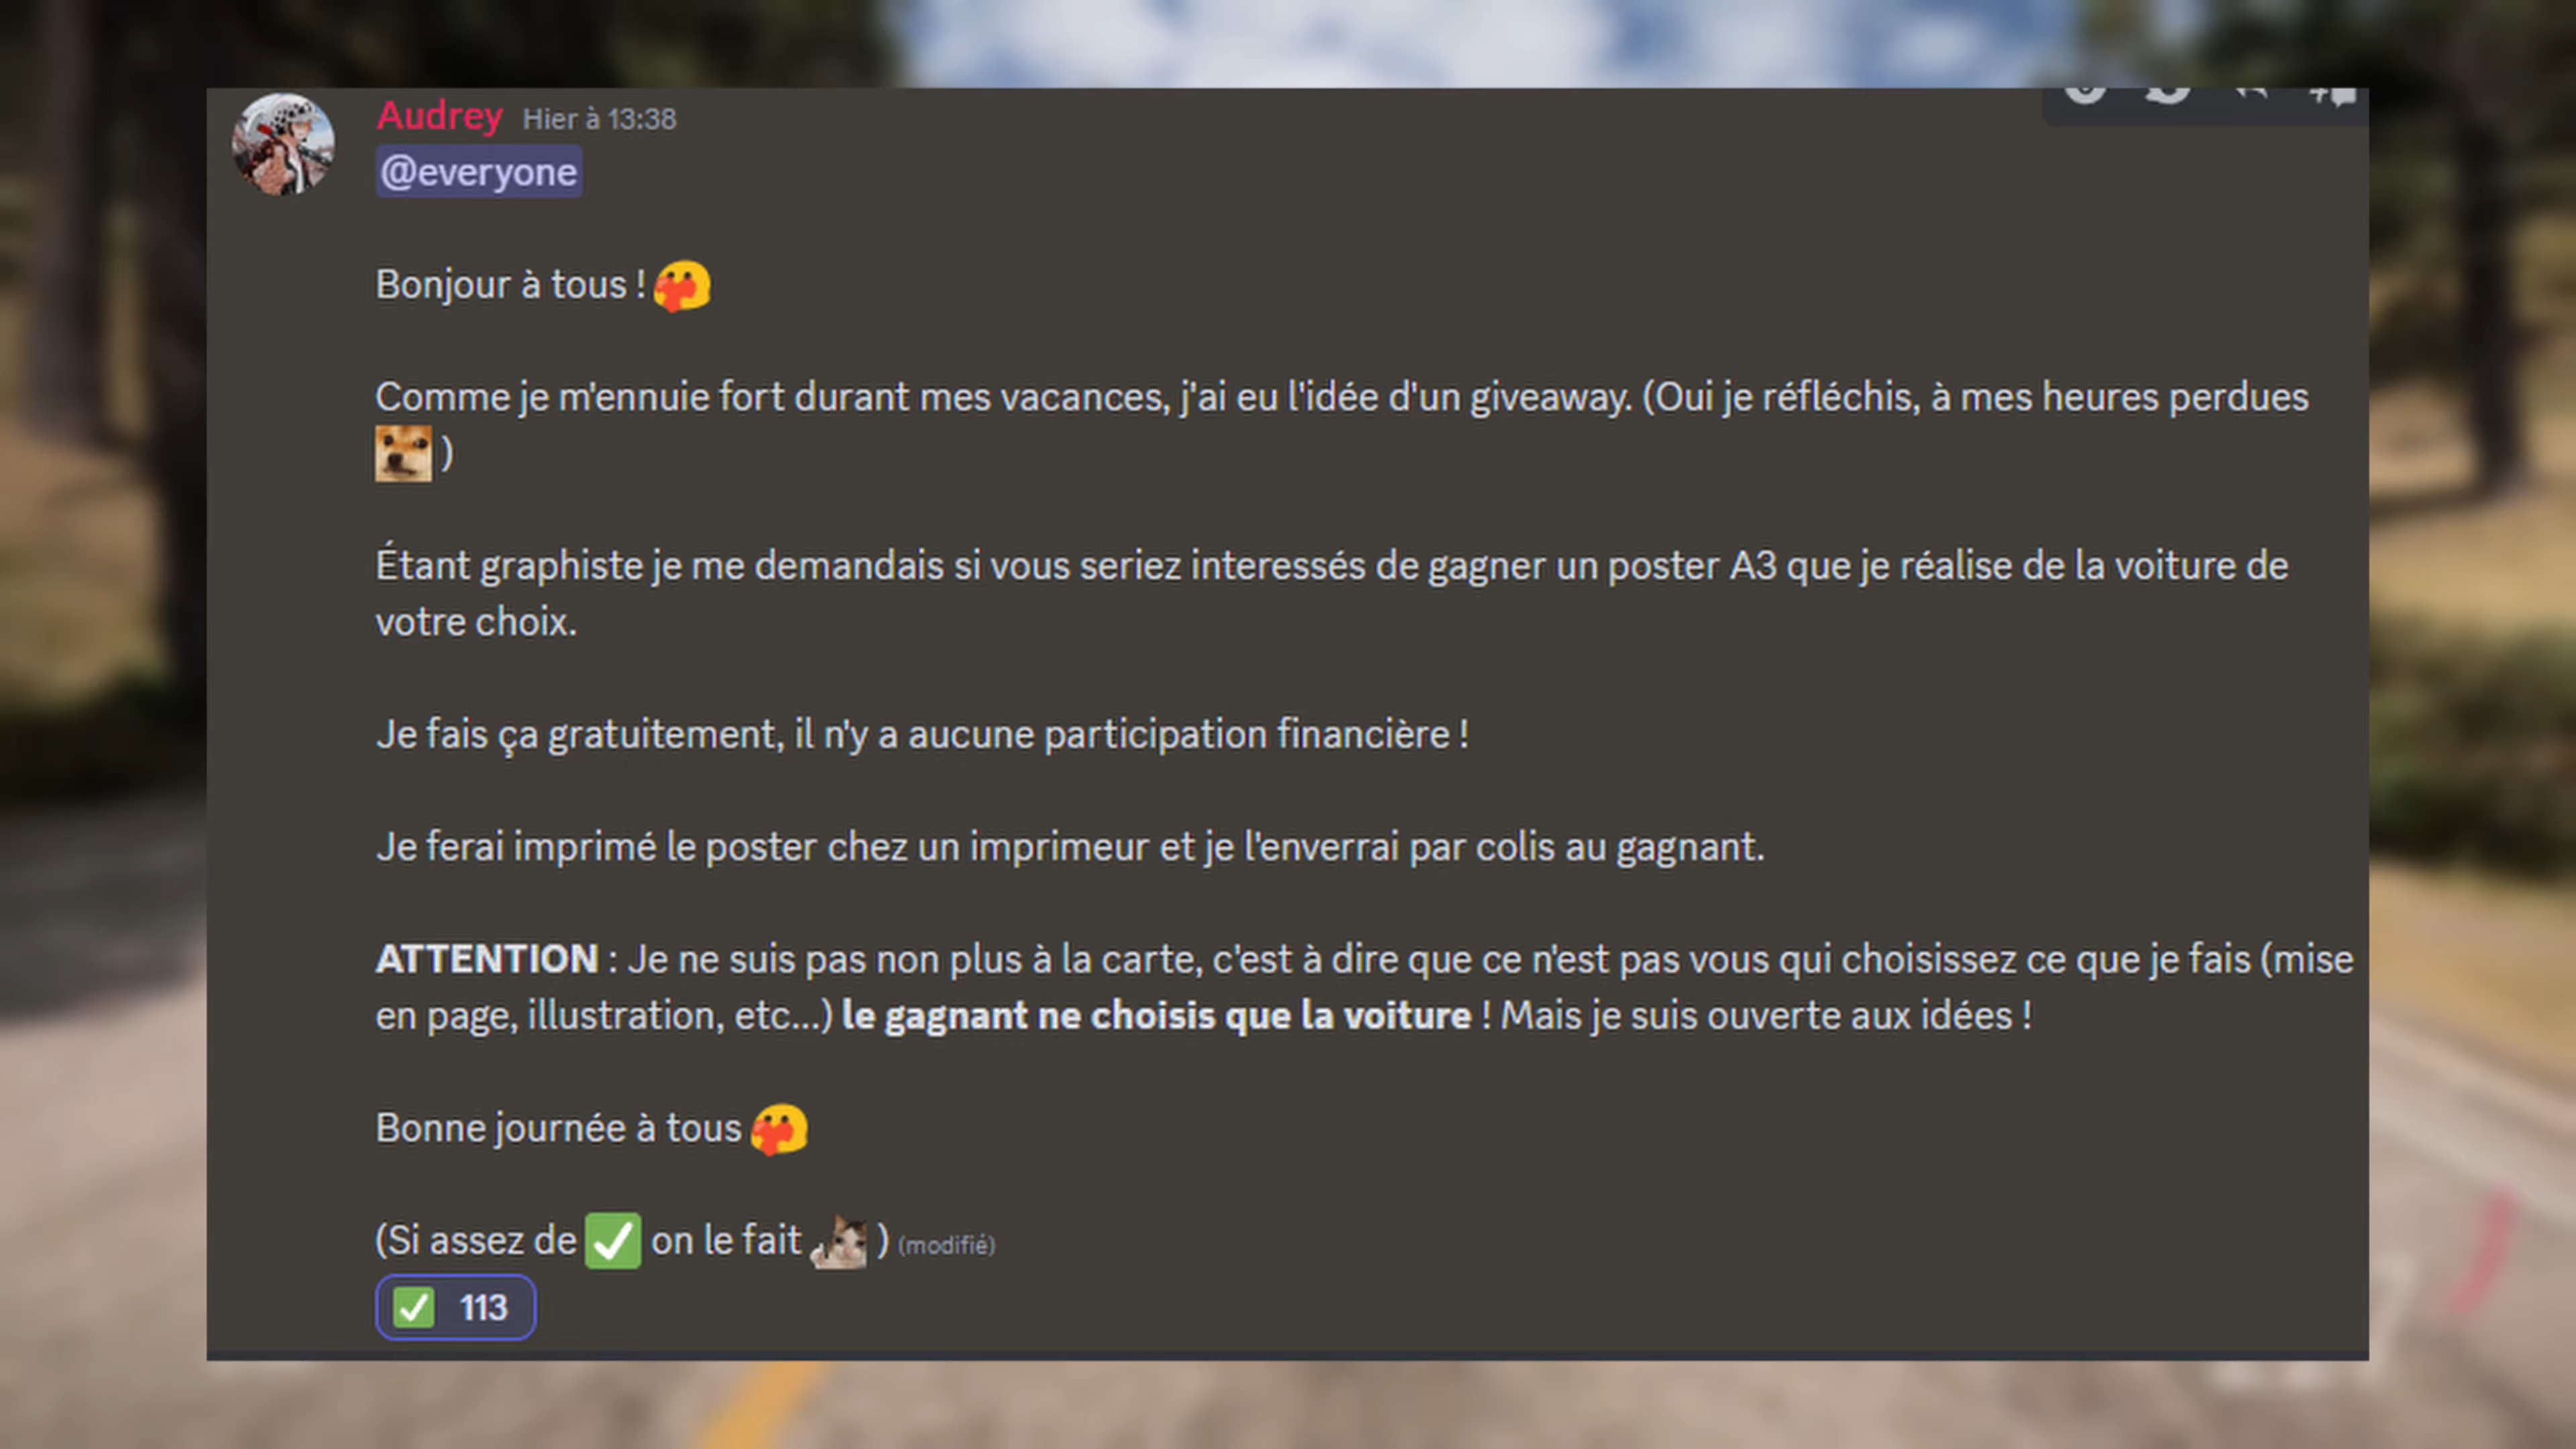 Audrey Hier à 13:38
@everyone
Bonjour à tous !
Comme je m'ennuie fort durant mes vacances, j'ai eu l'idée d'un giveaway. (Oui je réfléchis, à mes heures perdues
)
Étant graphiste je me demandais si vous seriez interessés de gagner un poster A3 que je réalise de la voiture de
votre choix.
Je fais ça gratuitement, il n'y a aucune participation financière !
Je ferai imprimé le poster chez un imprimeur et je l'enverrai par colis au gagnant.
ATTENTION : Je ne suis pas non plus à la carte, c'est à dire que ce n'est pas vous qui choisissez ce que je fais (mise
en page, illustration, etc...) le gagnant ne choisis que la voiture ! Mais je suis ouverte aux idées !
Bonne journée à tous
(Si assez de ✅ on le fait ) (modifié)
✅ 113